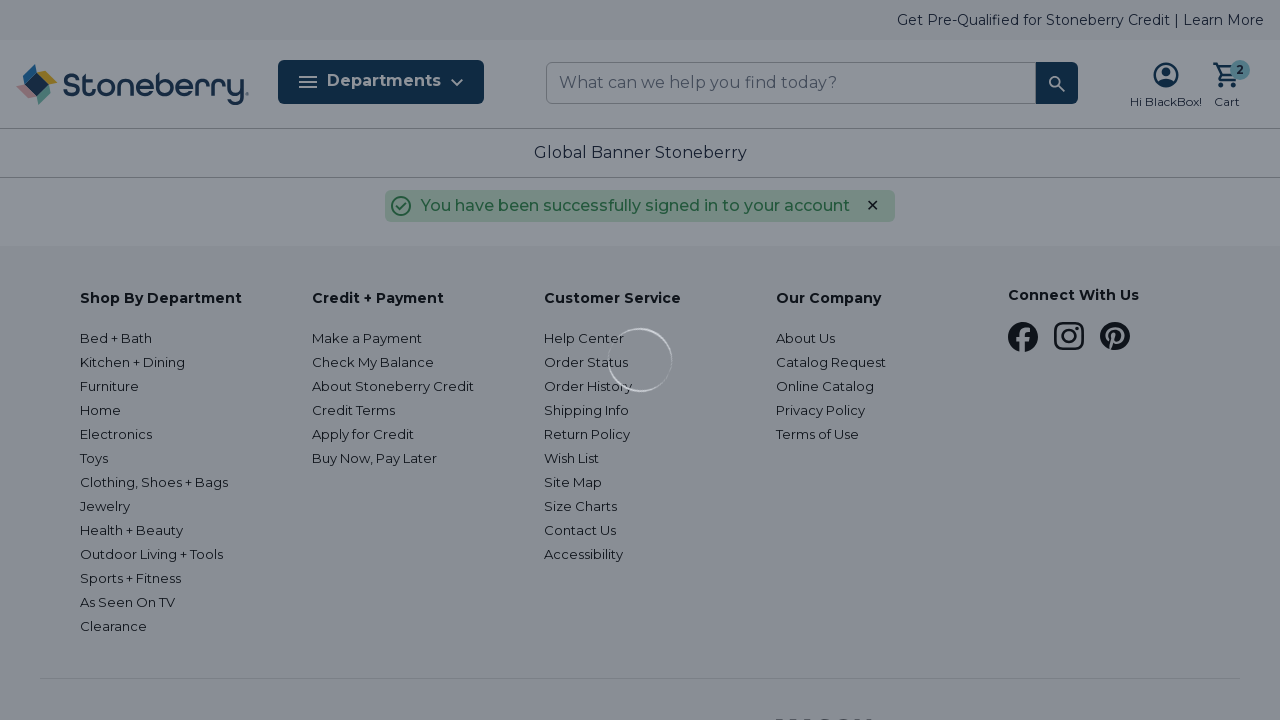 Get Pre-Qualified for Stoneberry Credit | Learn More
Stoneberry.
Departments
What can we help you find today?
2
Hi BlackBox!
Cart
Global Banner Stoneberry
You have been successfully signed in to your account
Shop By Department
Bed + Bath
Kitchen + Dining
Furniture
Home
Electronics
Toys
Clothing, Shoes + Bags
Jewelry
Health + Beauty
Outdoor Living + Tools
Sports + Fitness
As Seen On TV
Clearance
Credit + Payment
Make a Payment
Check My Balance
About Stoneberry Credit
Credit Terms
Apply for Credit
Buy Now, Pay Later
Customer Service
Help Center
Order Status
Order History
Shipping Info
Return Policy
Wish List
Site Map
Size Charts
Contact Us
Accessibility
Our Company
About Us
Catalog Request
Online Catalog
Privacy Policy
Terms of Use
Connect With Us